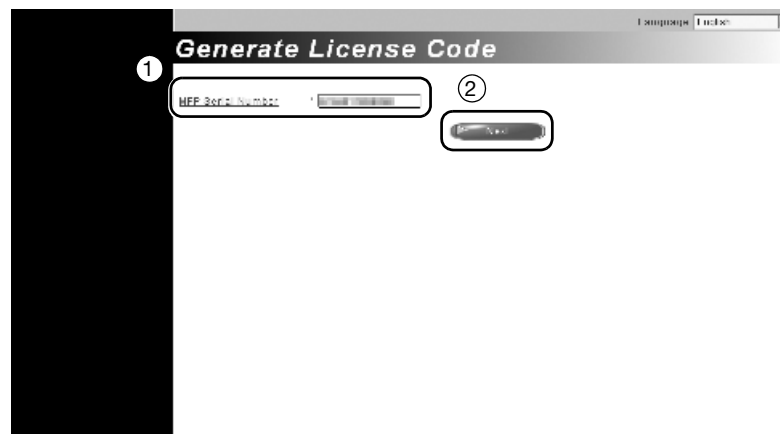 Language English
Generate License Code
①
MFP Serial Number *
②
Next